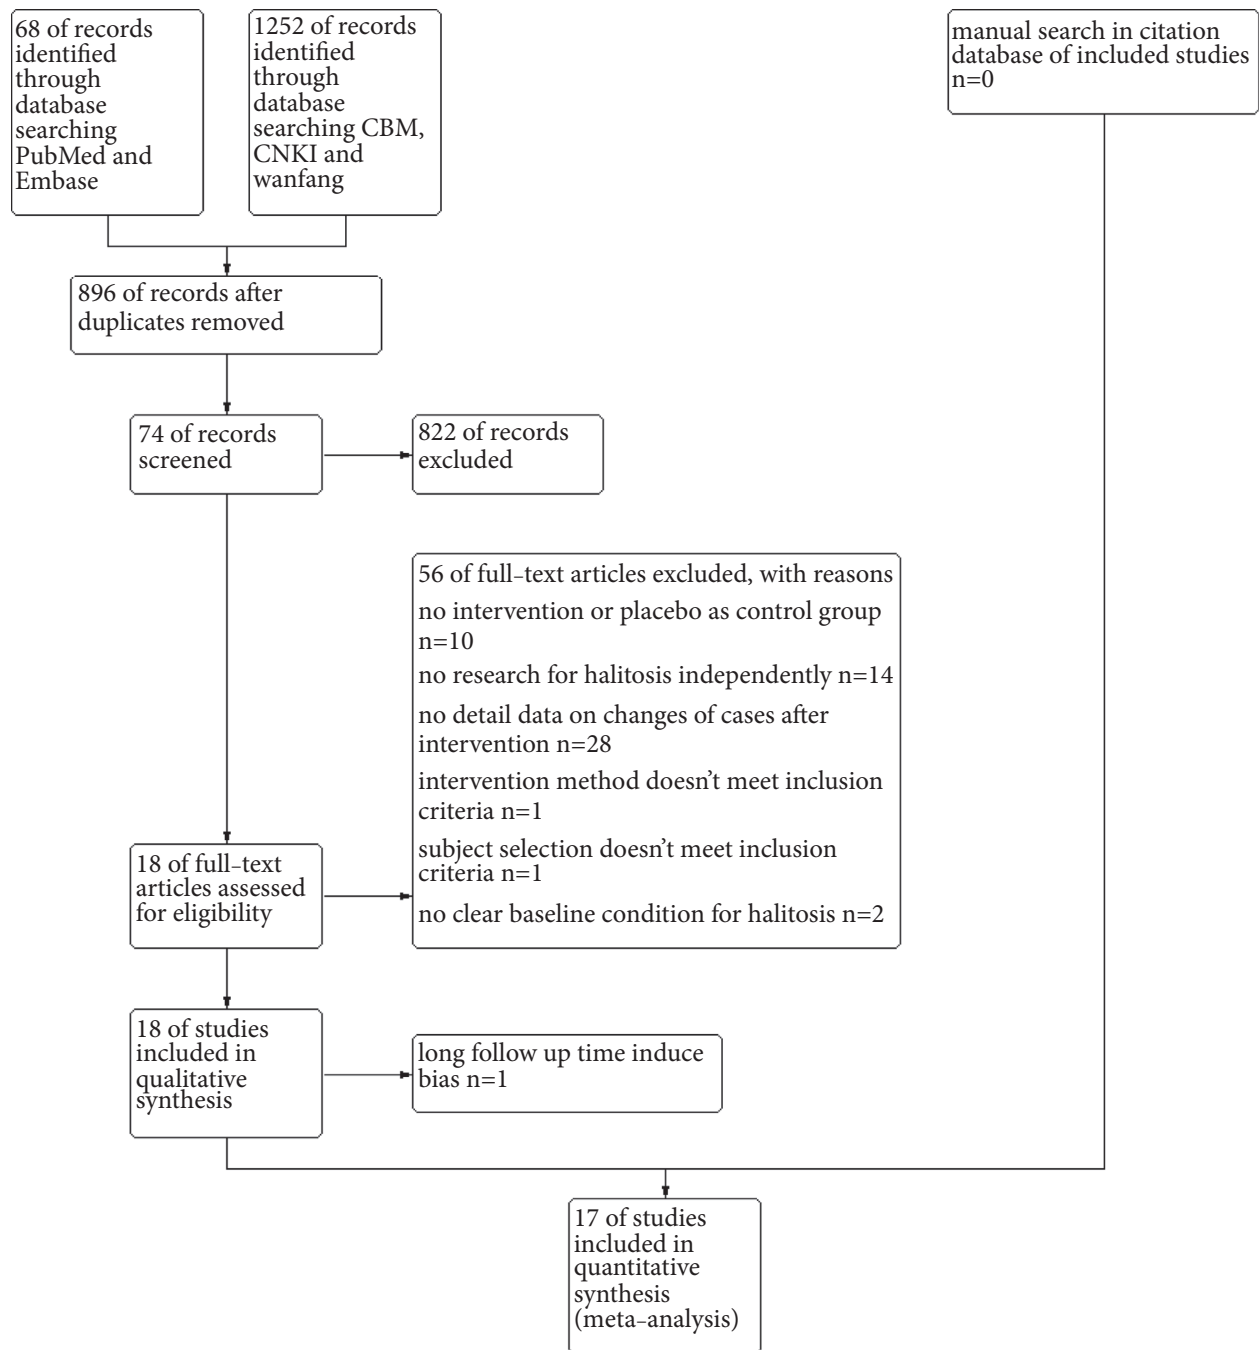 68 of records
identified
through
database
searching
PubMed and
Embase
1252 of records
identified
through
database
searching CBM,
CNKI and
wanfang
manual search in citation
database of included studies
n=0
896 of records after
duplicates removed
74 of records
screened
822 of records
excluded
56 of full–text articles excluded, with reasons
no intervention or placebo as control group
n=10
no research for halitosis independently n=14
no detail data on changes of cases after
intervention n=28
intervention method doesn't meet inclusion
criteria n=1
subject selection doesn't meet inclusion
criteria n=1
no clear baseline condition for halitosis n=2
18 of full–text
articles assessed
for eligibility
18 of studies
included in
qualitative
synthesis
long follow up time induce
bias n=1
17 of studies
included in
quantitative
synthesis
(meta–analysis)